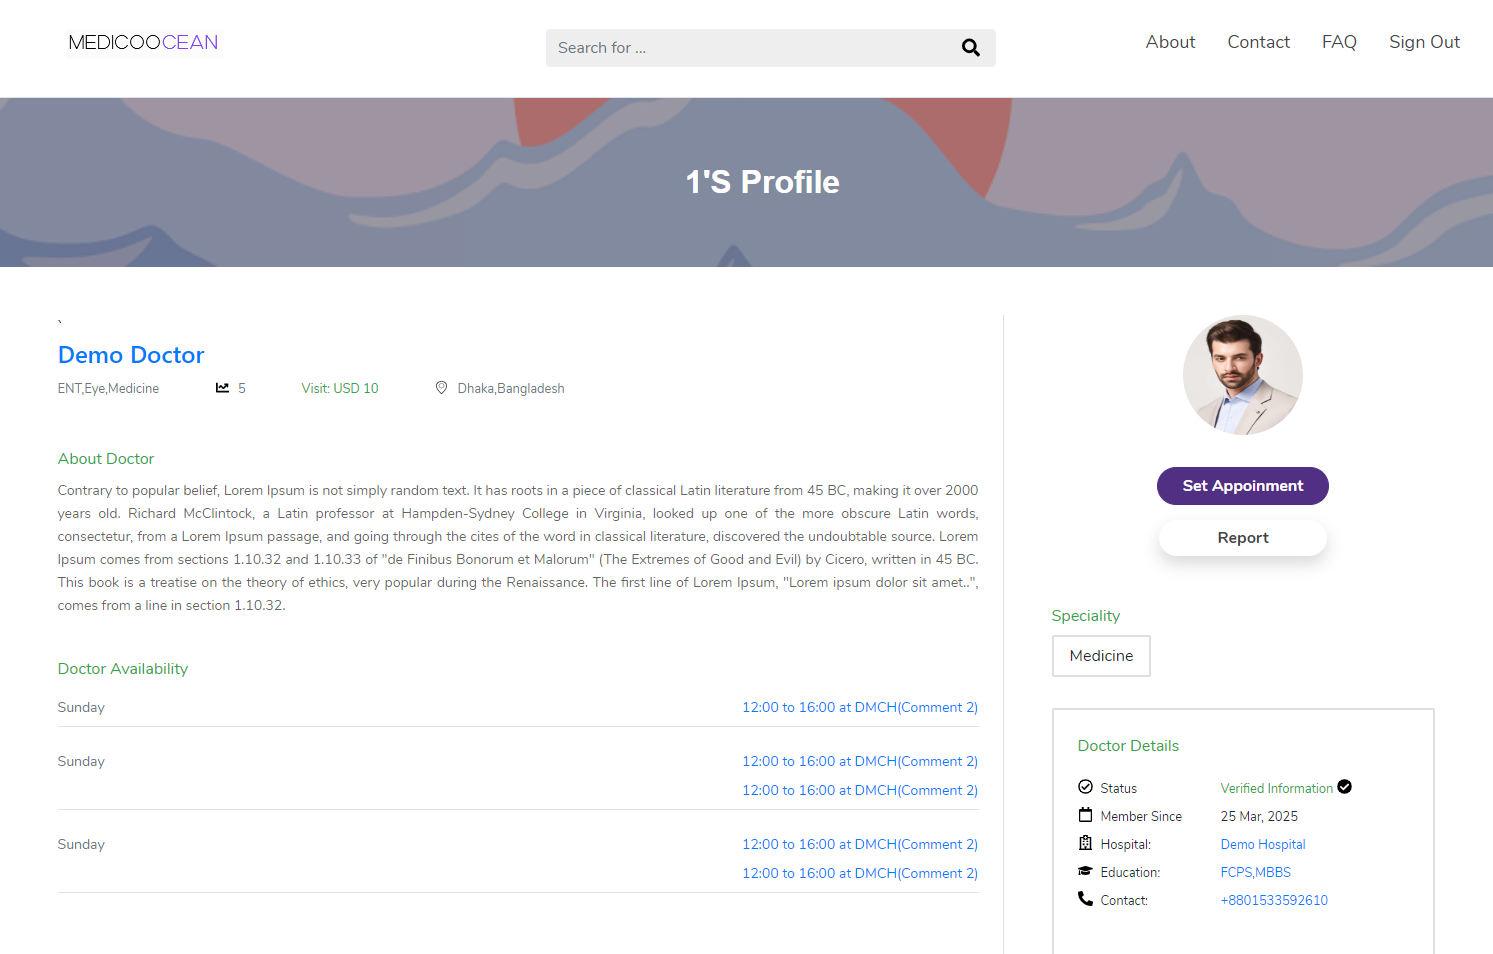 MEDICOOCEAN
Search for ...
About Contact FAQ Sign Out
1'S Profile
`
Demo Doctor
ENT,Eye,Medicine 5 Visit: USD 10 Dhaka,Bangladesh
About Doctor
Contrary to popular belief, Lorem Ipsum is not simply random text. It has roots in a piece of classical Latin literature from 45 BC, making it over 2000
years old. Richard McClintock, a Latin professor at Hampden-Sydney College in Virginia, looked up one of the more obscure Latin words,
consectetur, from a Lorem Ipsum passage, and going through the cites of the word in classical literature, discovered the undoubtable source. Lorem
Ipsum comes from sections 1.10.32 and 1.10.33 of "de Finibus Bonorum et Malorum" (The Extremes of Good and Evil) by Cicero, written in 45 BC.
This book is a treatise on the theory of ethics, very popular during the Renaissance. The first line of Lorem Ipsum, "Lorem ipsum dolor sit amet..",
comes from a line in section 1.10.32.
Doctor Availability
Sunday 12:00 to 16:00 at DMCH(Comment 2)
Sunday 12:00 to 16:00 at DMCH(Comment 2)
12:00 to 16:00 at DMCH(Comment 2)
Sunday 12:00 to 16:00 at DMCH(Comment 2)
12:00 to 16:00 at DMCH(Comment 2)
Set Appoinment
Report
Speciality
Medicine
Doctor Details
Status Verified Information
Member Since 25 Mar, 2025
Hospital: Demo Hospital
Education: FCPS,MBBS
Contact: +8801533592610